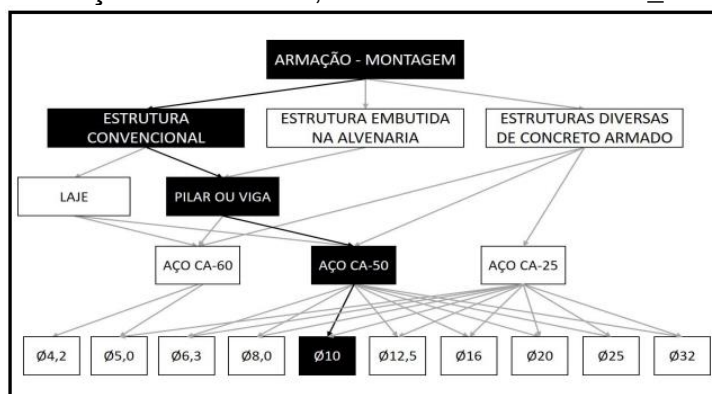 ARMAÇÃO - MONTAGEM
ESTRUTURA
CONVENCIONAL
ESTRUTURA EMBUTIDA
NA ALVENARIA
ESTRUTURAS DIVERSAS
DE CONCRETO ARMADO
LAJE
PILAR OU VIGA
AÇO CA-60
AÇO CA-50
AÇO CA-25
Ø4,2
Ø5,0
Ø6,3
Ø8,0
Ø10
Ø12,5
Ø16
Ø20
Ø25
Ø32